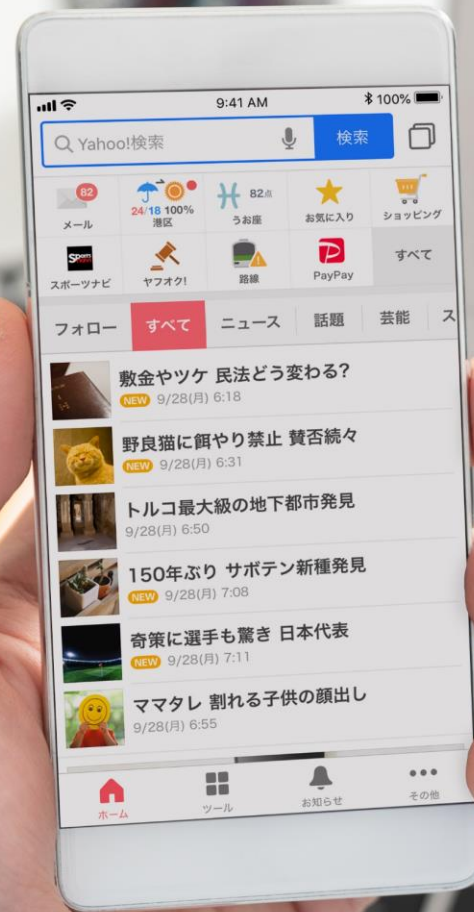 9:41 AM
100%
Yahoo!検索
検索
82
24/18 100%
82点
メール
港区
うお座
お気に入り
ショッピング
Sports
スポーツナビ
ヤフオク!
路線
PayPay
すべて
フォロー すべて ニュース 話題 芸能 ス
敷金やツケ 民法どう変わる?
NEW 9/28(月) 6:18
野良猫に餌やり禁止 賛否続々
NEW 9/28(月) 6:31
トルコ最大級の地下都市発見
9/28(月) 6:50
150年ぶり サボテン新種発見
NEW 9/28(月) 7:08
奇策に選手も驚き 日本代表
NEW 9/28(月) 7:11
ママタレ 割れる子供の顔出し
9/28(月) 6:55
ホーム ツール お知らせ その他